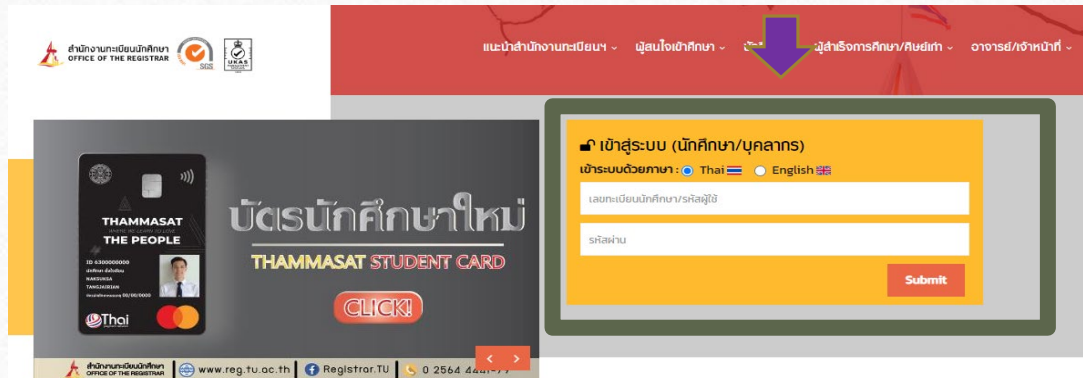 สำนักงานทะเบียนนักศึกษา
OFFICE OF THE REGISTRAR
SGS
UKAS
แนะนำสำนักงานทะเบียนฯ
ผู้สนใจเข้าศึกษา
ผู้สำเร็จการศึกษา/ศิษย์เก่า
อาจารย์/เจ้าหน้าที่
THAMMASAT
THE PEOPLE
ID 6300000000
NAKSUKSA
TANGJAIRIAN
Thai
บัตรนักศึกษาใหม่
THAMMASAT STUDENT CARD
CLICK!
สำนักงานทะเบียนนักศึกษา
OFFICE OF THE REGISTRAR
www.reg.tu.ac.th
Registrar.TU
0 2564
เข้าสู่ระบบ (นักศึกษา/บุคลากร)
เข้าระบบด้วยภาษา : Thai English
เลขทะเบียนนักศึกษา/รหัสผู้ใช้
รหัสผ่าน
Submit